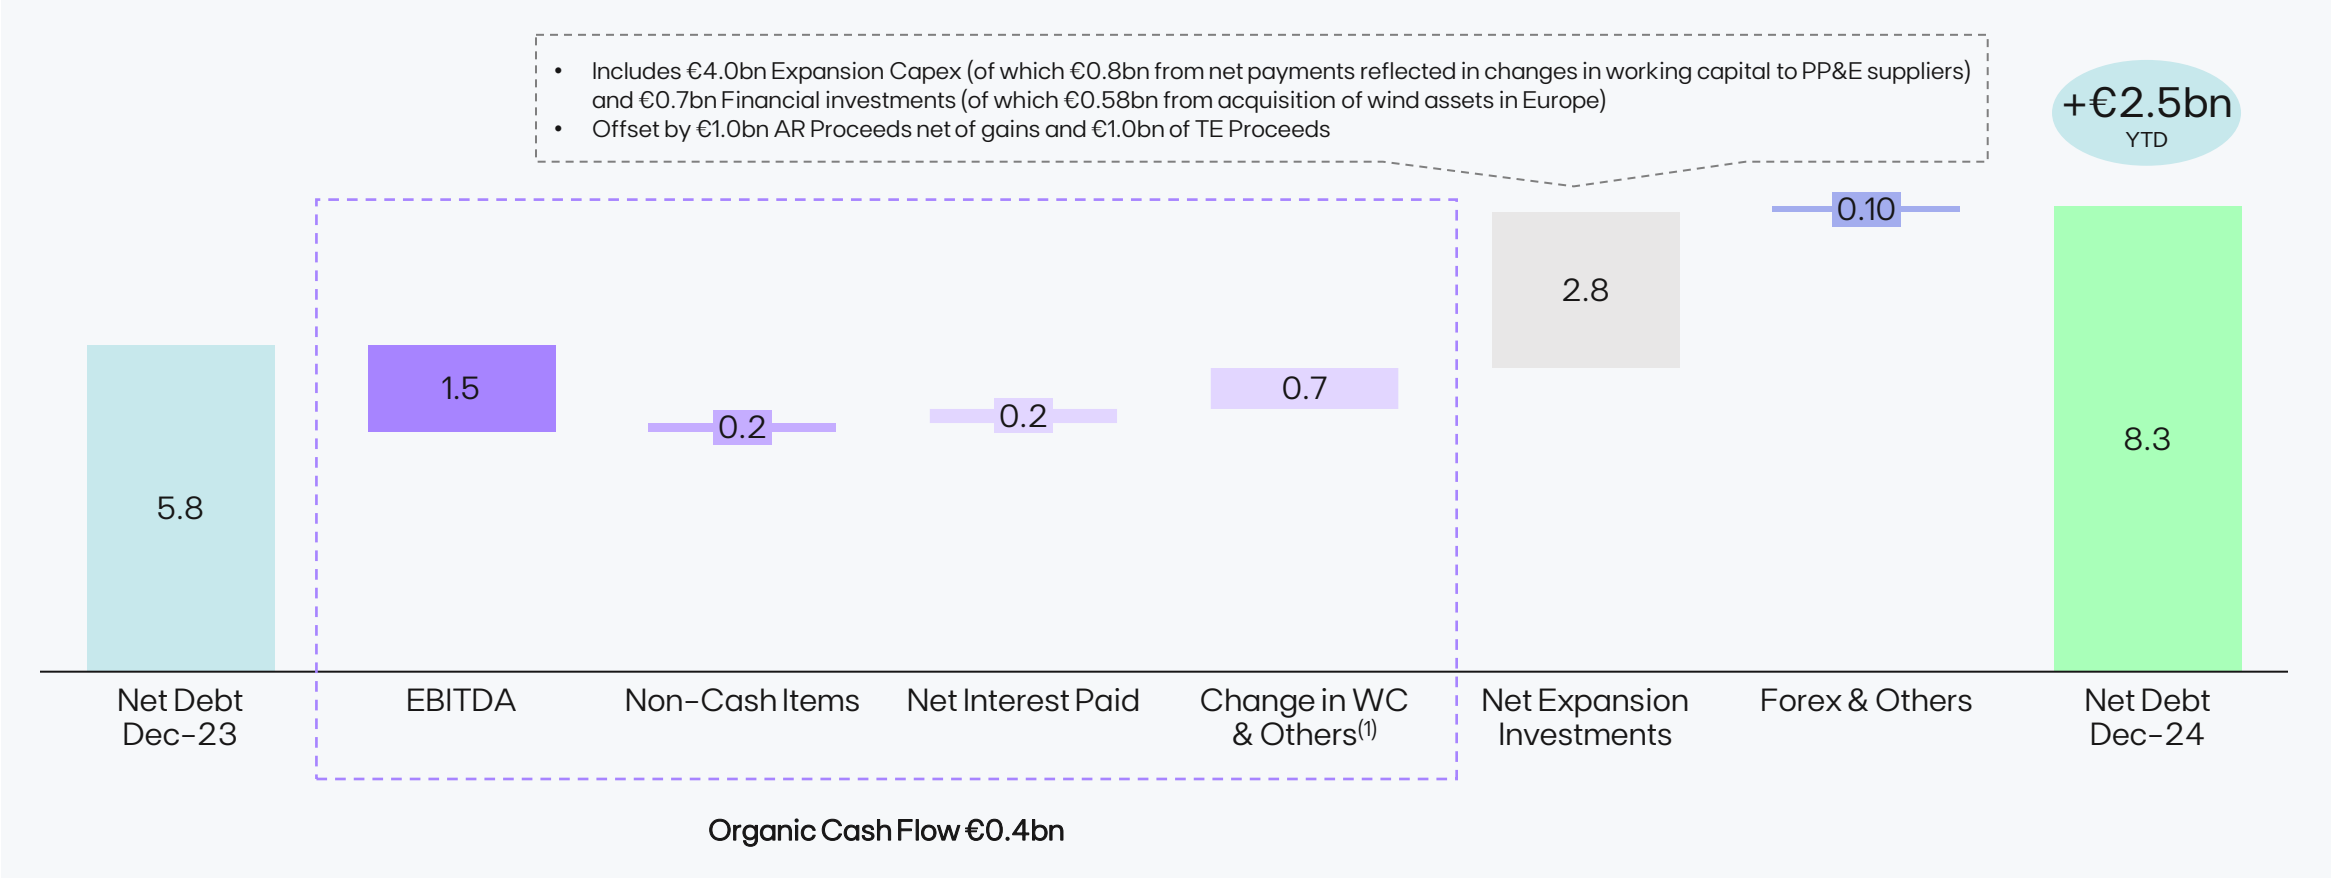 • Includes €4.0bn Expansion Capex (of which €0.8bn from net payments reflected in changes in working capital to PP&E suppliers)
and €0.7bn Financial investments (of which €0.58bn from acquisition of wind assets in Europe)
• Offset by €1.0bn AR Proceeds net of gains and €1.0bn of TE Proceeds
+€2.5bn
YTD
5.8
1.5
0.2
0.2
0.7
2.8
0.10
8.3
Net Debt
Dec-23
EBITDA
Non-Cash Items
Net Interest Paid
Change in WC
& Others(1)
Net Expansion
Investments
Forex & Others
Net Debt
Dec-24
Organic Cash Flow €0.4bn